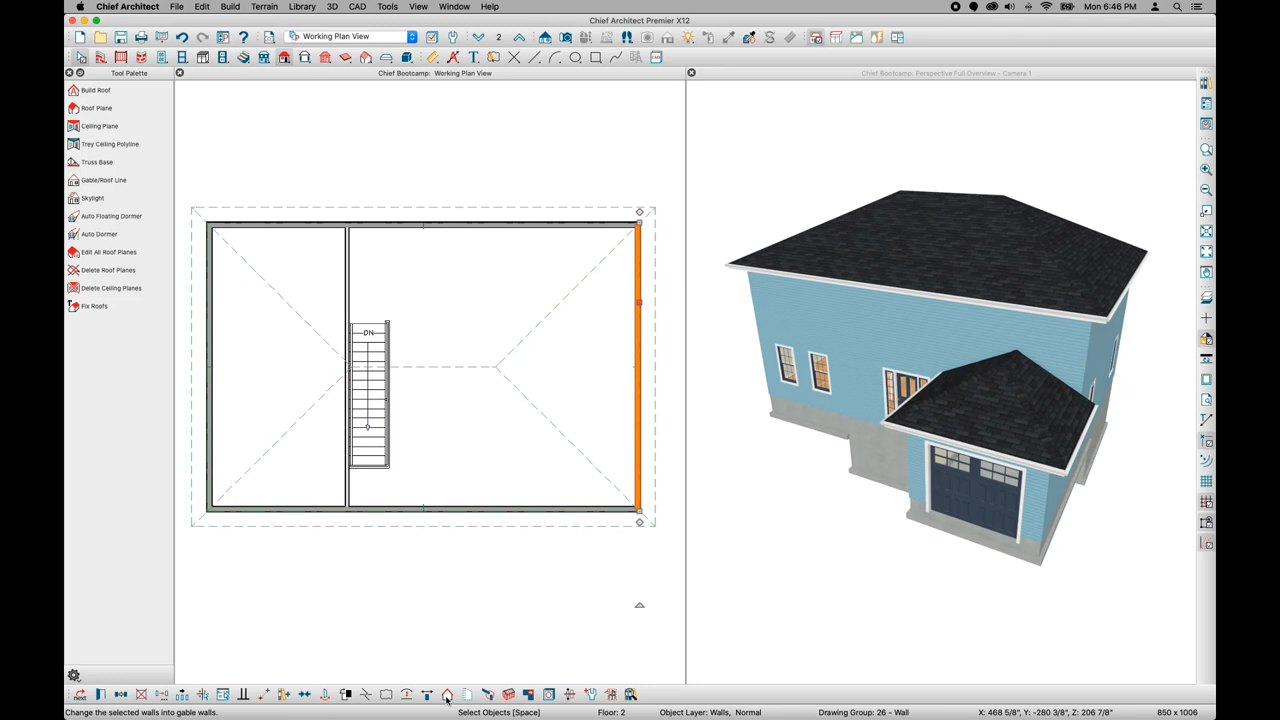 Chief Architect File Edit Build Terrain Library 3D CAD Tools View Window Help Mon 6:46 PM
Chief Architect Premier X12
Working Plan View 2
Tool Palette
Chief Bootcamp: Working Plan View
Chief Bootcamp: Perspective Full Overview - Camera 1
Build Roof
Roof Plane
Ceiling Plane
Trey Ceiling Polyline
Truss Base
Gable/Roof Line
Skylight
Auto Floating Dormer
Auto Dormer
Edit All Roof Planes
Delete Roof Planes
Delete Ceiling Planes
Fix Roofs
DN
next
Change the selected walls into gable walls. Select Objects [Space] Floor: 2 Object Layer: Walls, Normal Drawing Group: 26 - Wall X: 468 5/8", Y: -280 3/8", Z: 206 7/8" 850 x 1006